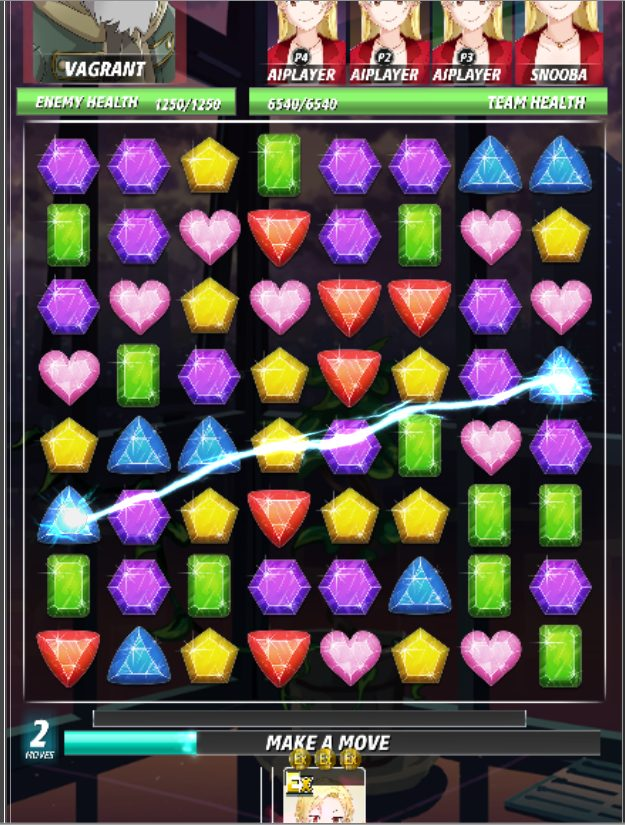 VAGRANT
P4
P2
P3
AIPLAYER
AIPLAYER
AIPLAYER
SNOOBA
ENEMY HEALTH 1250/1250
6540/6540 TEAM HEALTH
2
MOVES
MAKE A MOVE
Ex Ex Ex
Ex